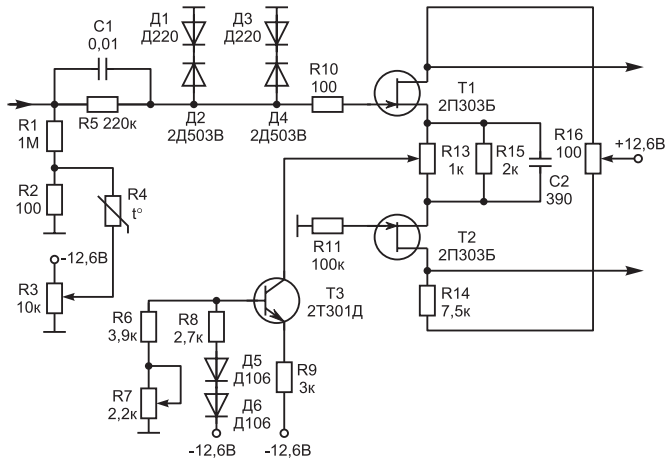 C1
0,01
R5 220к
R1
1М
R2
100
R4
t°
-12,6В
R3
10к
Д1
Д220
Д3
Д220
Д2
2Д503В
Д4
2Д503В
R10
100
T1
2П303Б
R13
1к
R15
2к
C2
390
R16
100
+12,6В
R11
100к
T2
2П303Б
R14
7,5к
T3
2Т301Д
R6
3,9к
R8
2,7к
R7
2,2к
Д5
Д106
Д6
Д106
R9
3к
-12,6В
-12,6В